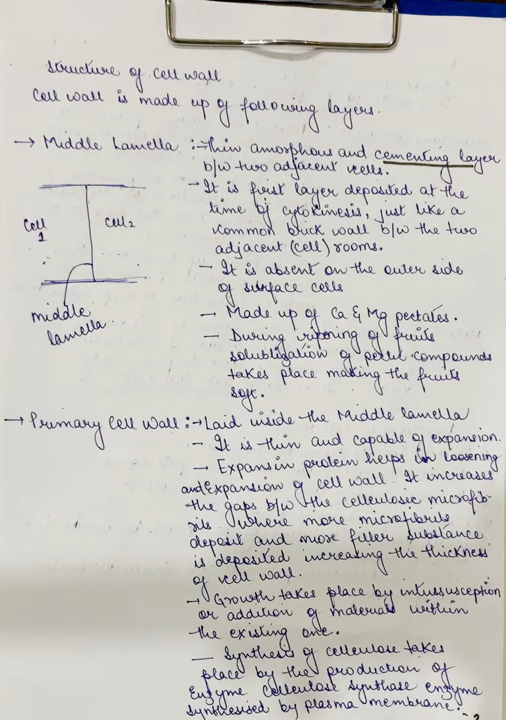 Structure of cell wall
Cell wall is made up of following layers.
→ Middle Lamella :→ Thin amorphous and cementing layer
b/w two adjacent cells.
- It is first layer deposited at the
time of cytokinesis, just like a
common brick wall b/w the two
adjacent (cell) rooms.
Cell 1
cell 2
middle
lamella
- It is absent on the outer side
of surface cells
- Made up of Ca & Mg pectates.
- During ripening of fruits
solublization of pectic compounds
takes place making the fruits
soft.
→ Primary Cell Wall :→ Laid inside the Middle lamella
- It is thin and capable of expansion.
- Expansin protein helps in loosening
and Expansion of cell wall. It increases
the gaps b/w the cellulosec microfib-
rils where more microfibrils
deposit and more filler substance
is deposited increasing the thickness
of cell wall.
- Growth takes place by intussusception
or addition of materials within
the existing one.
- Synthesis of cellulose takes
place by the production of
Enzyme Cellulose Synthase enzyme
synthesised by plasma membrane:-